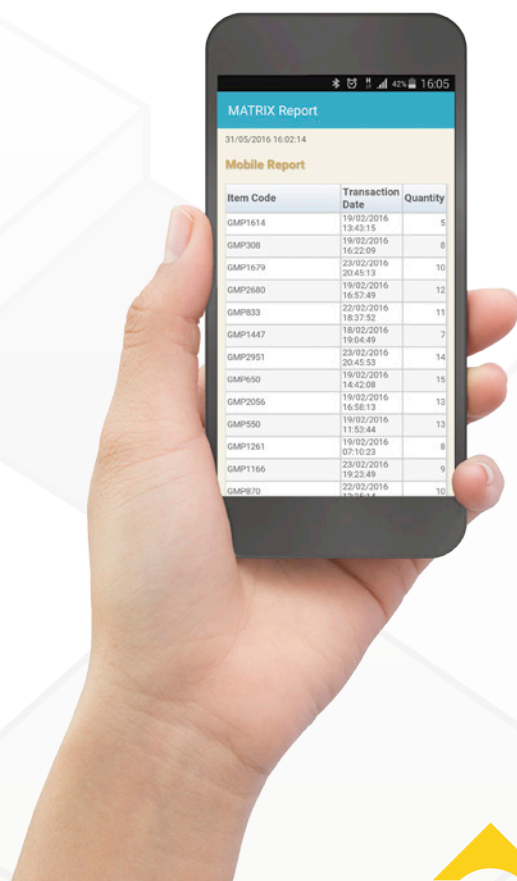 42% 16:05
MATRIX Report
31/05/2016 16:02:14
Mobile Report
Item Code Transaction Date Quantity
GMP1614 19/02/2016 13:43:15 5
GMP308 19/02/2016 16:22:09 8
GMP1679 23/02/2016 20:45:13 10
GMP2680 19/02/2016 16:57:49 12
GMP833 22/02/2016 18:37:52 11
GMP1447 18/02/2016 19:04:49 7
GMP2951 23/02/2016 20:45:53 14
GMP650 19/02/2016 14:42:08 15
GMP2056 19/02/2016 16:58:13 13
GMP550 19/02/2016 11:53:44 13
GMP1261 19/02/2016 07:10:23 8
GMP1166 23/02/2016 19:23:49 9
GMP870 22/02/2016 10